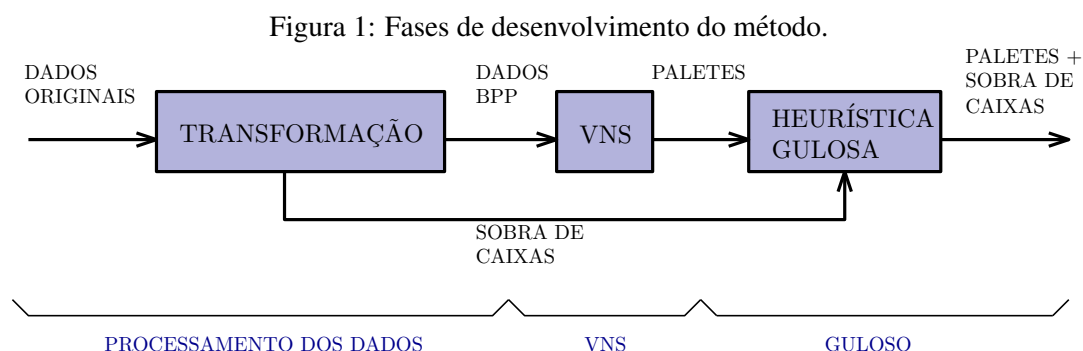 Figura 1: Fases de desenvolvimento do método.
DADOS
ORIGINAIS
TRANSFORMAÇÃO
DADOS
BPP
VNS
PALETES
HEURÍSTICA
GULOSA
PALETES +
SOBRA DE
CAIXAS
SOBRA DE
CAIXAS
PROCESSAMENTO DOS DADOS
VNS
GULOSO